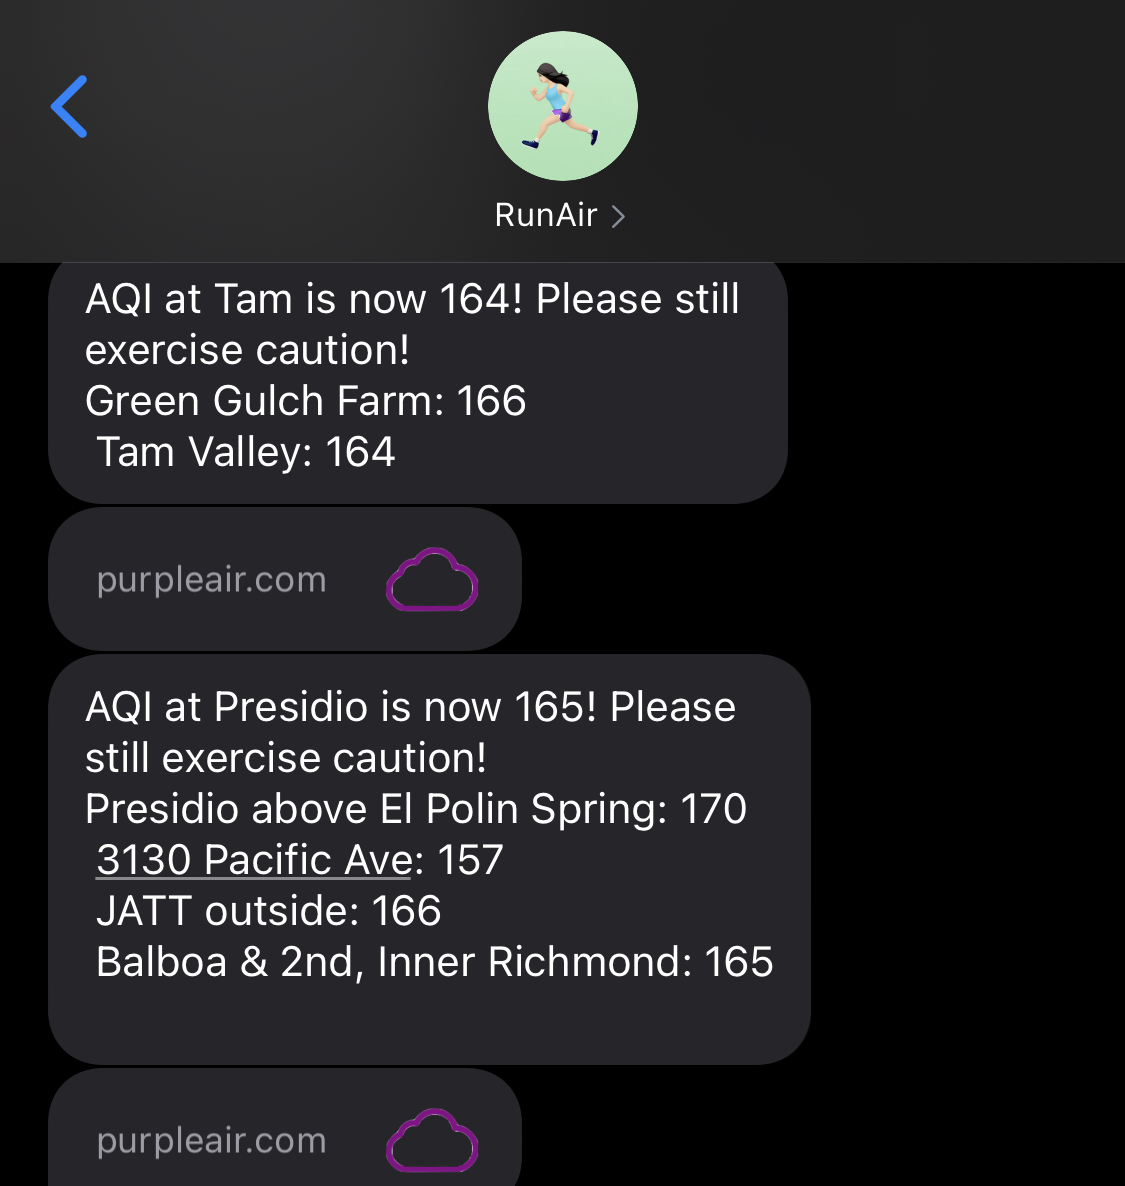 RunAir
AQI at Tam is now 164! Please still
exercise caution!
Green Gulch Farm: 166
Tam Valley: 164
purpleair.com
AQI at Presidio is now 165! Please
still exercise caution!
Presidio above El Polin Spring: 170
3130 Pacific Ave: 157
JATT outside: 166
Balboa & 2nd, Inner Richmond: 165
purpleair.com